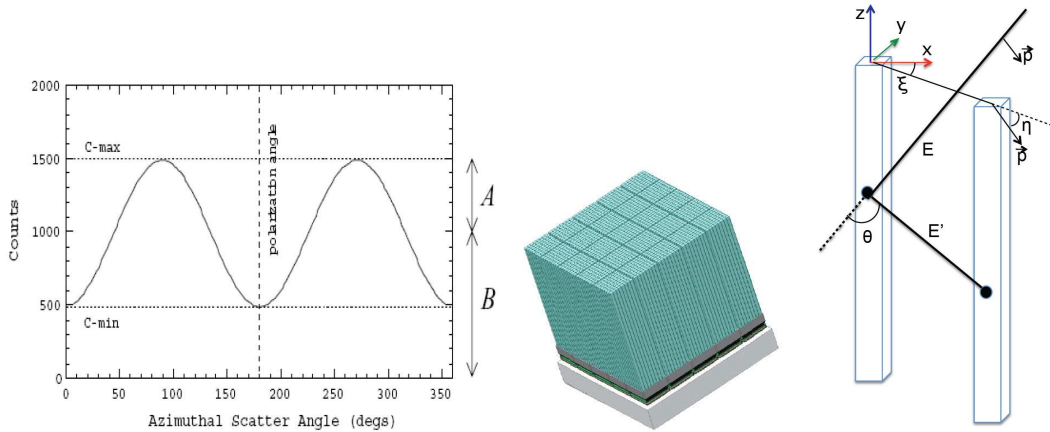 2000
1500
1000
500
0
Counts
C-max
C-min
polarization angle
0 50 100 150 200 250 300 350
Azimuthal Scatter Angle (degs)
A
B
z
y
x
ξ
p⃗
η
p⃗
E
E'
θ